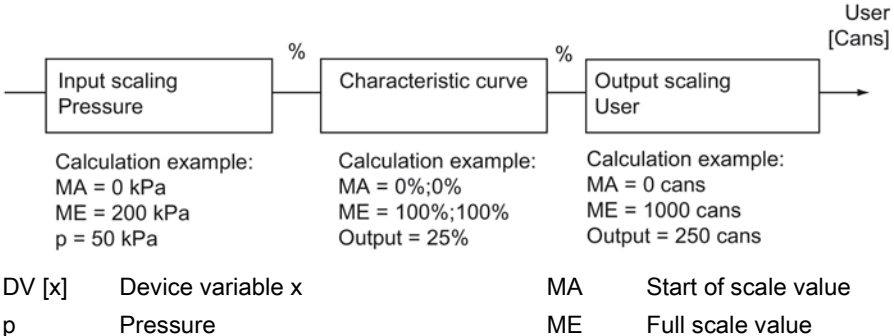 User
[Cans]
%
%
Input scaling
Pressure
Characteristic curve
Output scaling
User
Calculation example:
MA = 0 kPa
ME = 200 kPa
p = 50 kPa
Calculation example:
MA = 0%;0%
ME = 100%;100%
Output = 25%
Calculation example:
MA = 0 cans
ME = 1000 cans
Output = 250 cans
DV [x] Device variable x MA Start of scale value
p Pressure ME Full scale value